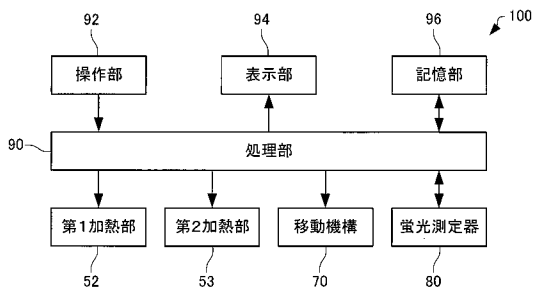 100
92 94 96
操作部 表示部 記憶部
90 処理部
第1加熱部 第2加熱部 移動機構 蛍光測定器
52 53 70 80